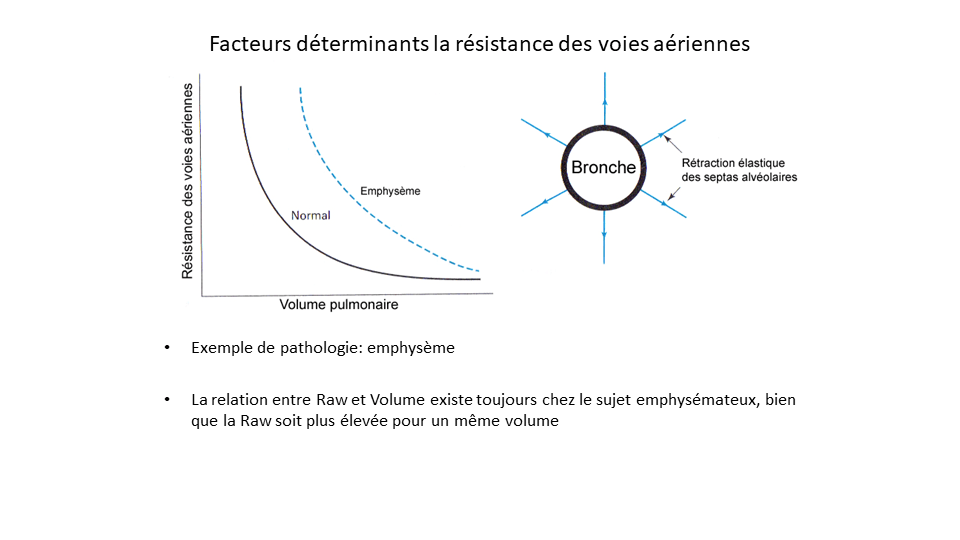 Facteurs déterminants la résistance des voies aériennes
Résistance des voies aériennes
Emphysème
Normal
Volume pulmonaire
Bronche
Rétraction élastique
des septas alvéolaires
• Exemple de pathologie: emphysème
• La relation entre Raw et Volume existe toujours chez le sujet emphysémateux, bien
que la Raw soit plus élevée pour un même volume